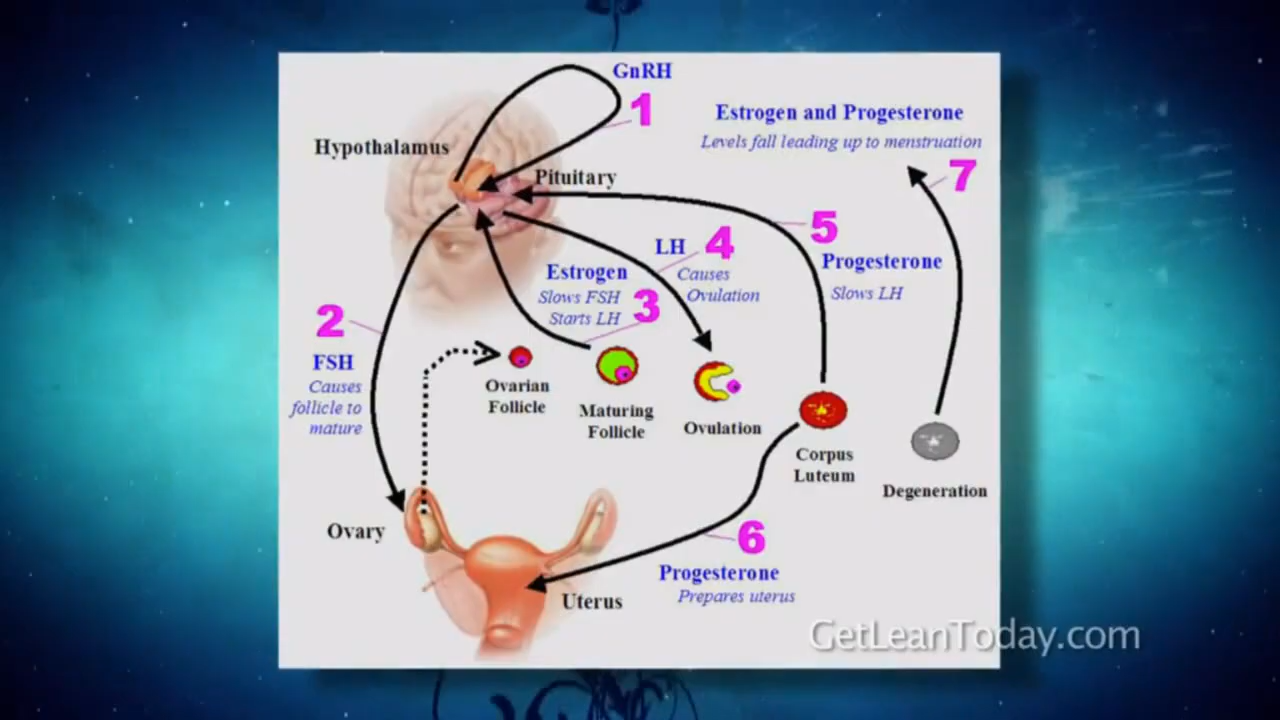 GnRH
1
Hypothalamus
Pituitary
Estrogen and Progesterone
Levels fall leading up to menstruation
7
5
Progesterone
Slows LH
LH
4
Causes
Ovulation
Estrogen
Slows FSH
Starts LH
3
2
FSH
Causes
follicle to
mature
Ovarian
Follicle
Maturing
Follicle
Ovulation
Corpus
Luteum
Degeneration
Ovary
6
Progesterone
Prepares uterus
Uterus
GetLeanToday.com